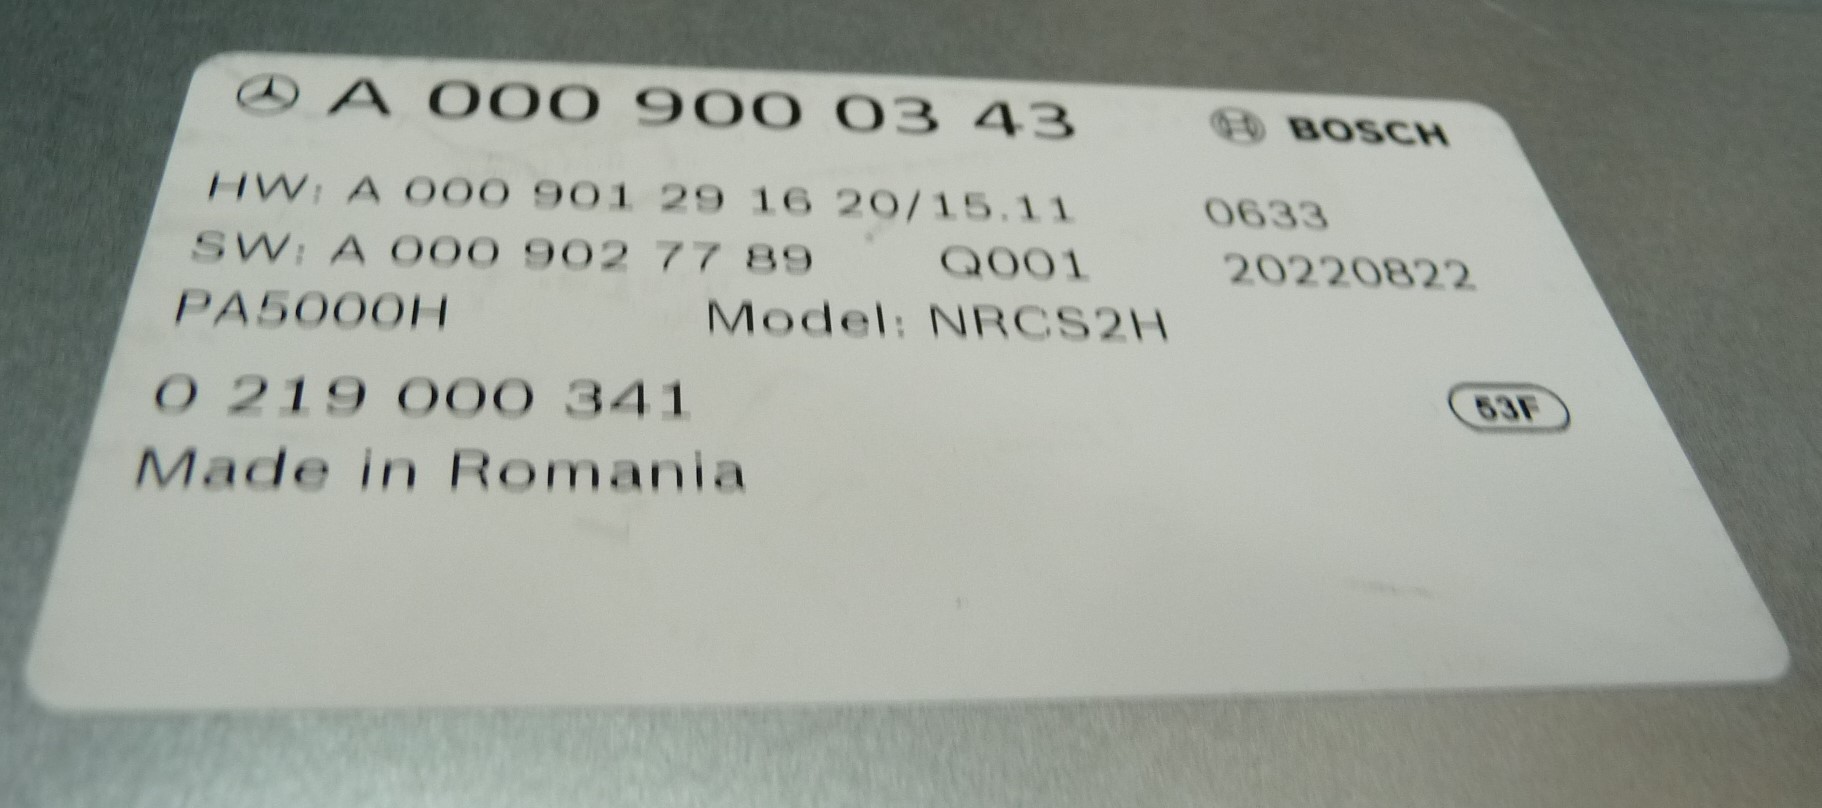 A 000 900 03 43 BOSCH
HW: A 000 901 29 16 20/15.11 0633
SW: A 000 902 77 89 Q001 20220822
PA5000H Model: NRCS2H
0 219 000 341 53F
Made in Romania